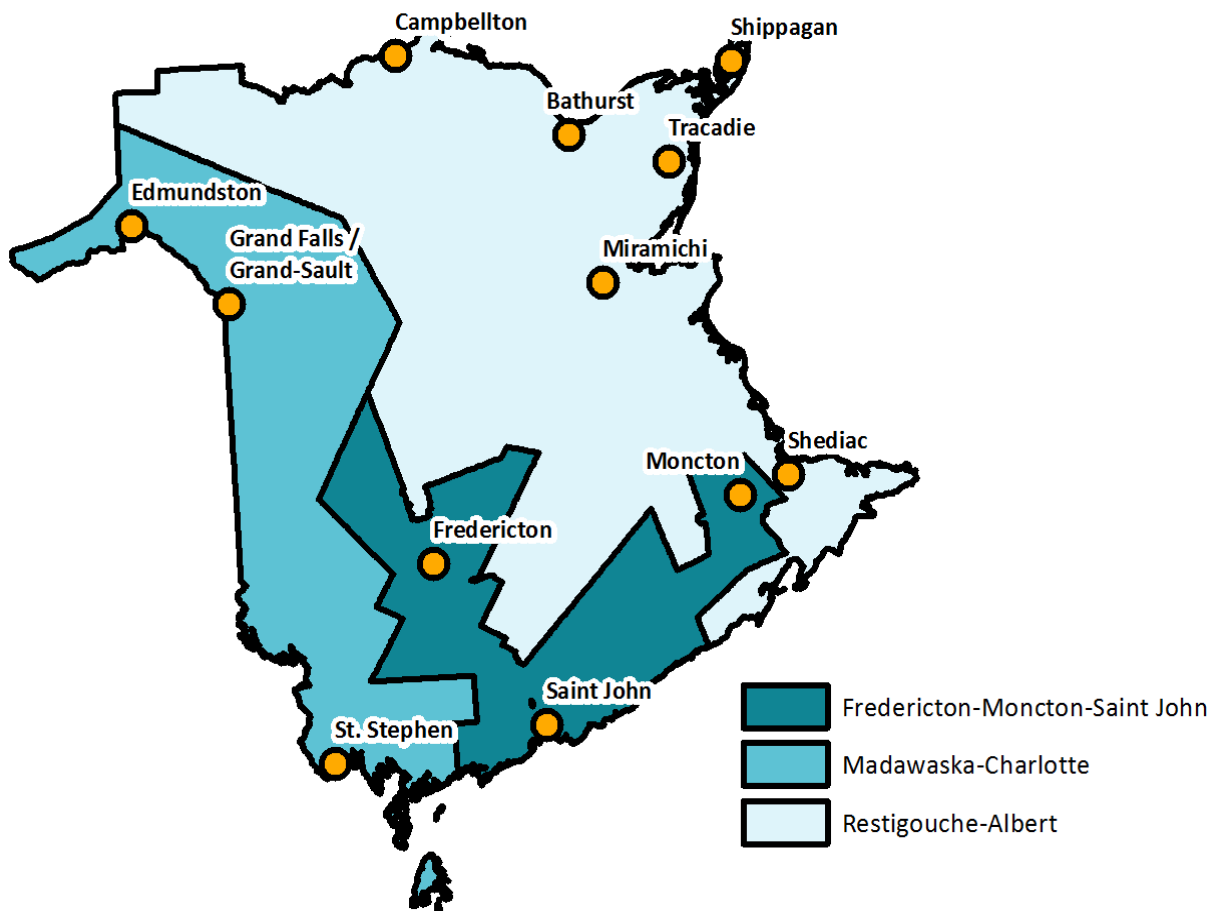 Campbellton
Shippagan
Bathurst
Tracadie
Edmundston
Grand Falls /
Grand-Sault
Miramichi
Shediac
Moncton
Fredericton
Saint John
St. Stephen
Fredericton-Moncton-Saint John
Madawaska-Charlotte
Restigouche-Albert